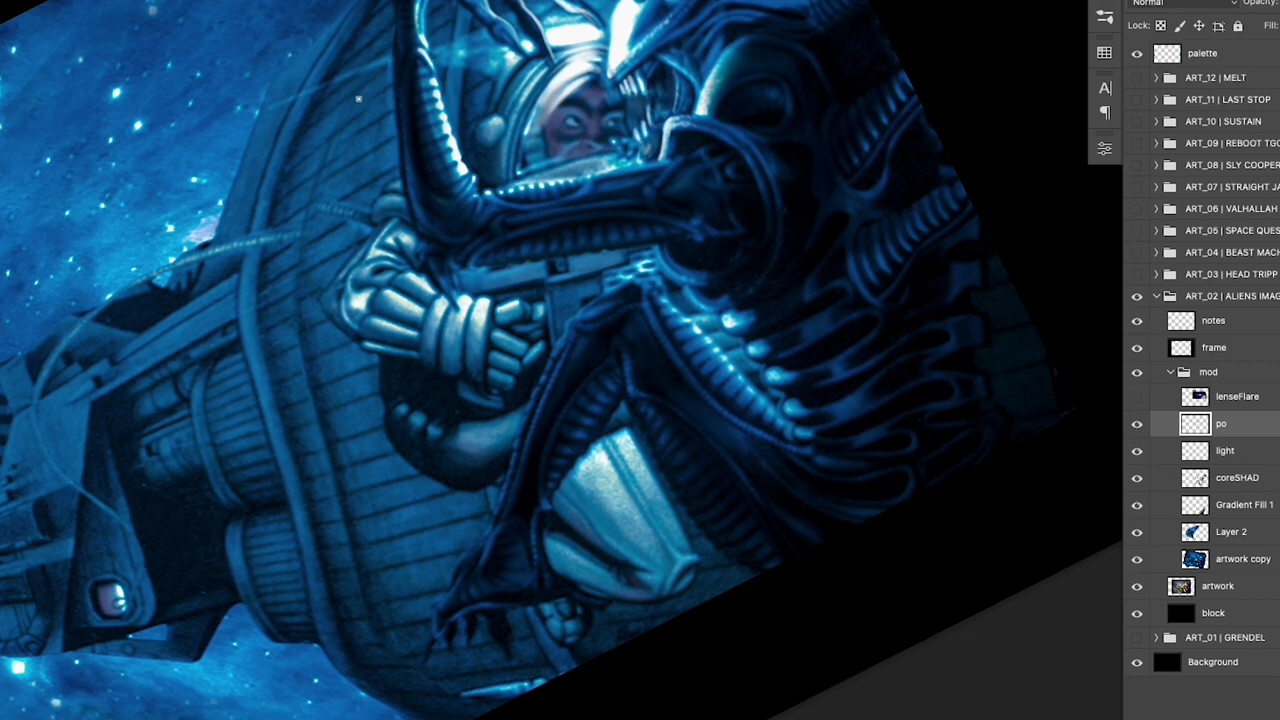 Normal
Opacity:
Lock:
Fill:
palette
ART_12 | MELT
ART_11 | LAST STOP
ART_10 | SUSTAIN
ART_09 | REBOOT TGO
ART_08 | SLY COOPER
ART_07 | STRAIGHT JA
ART_06 | VALHALLAH
ART_05 | SPACE QUES
ART_04 | BEAST MACH
ART_03 | HEAD TRIPP
ART_02 | ALIENS IMAG
notes
frame
mod
lenseFlare
po
light
coreSHAD
Gradient Fill 1
Layer 2
artwork copy
artwork
block
ART_01 | GRENDEL
Background